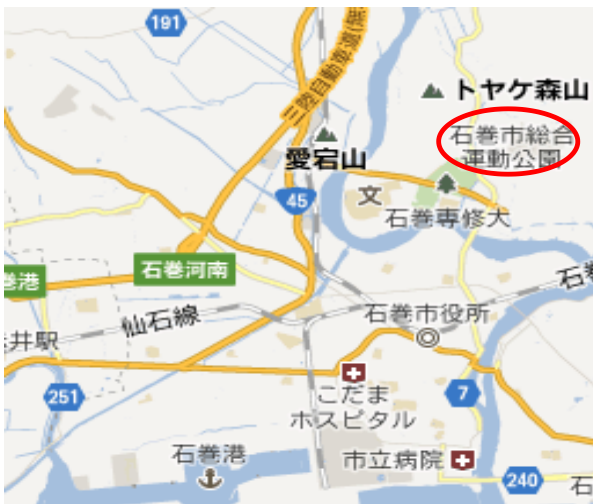 191
三陸自動車道(無
トヤケ森山
石巻市総合
運動公園
愛宕山
文
45
石巻専修大
石巻河南
巻港
石巻
仙石線
石巻市役所
井駅
251
こだま
ホスピタル
7
石巻港
市立病院
240
石